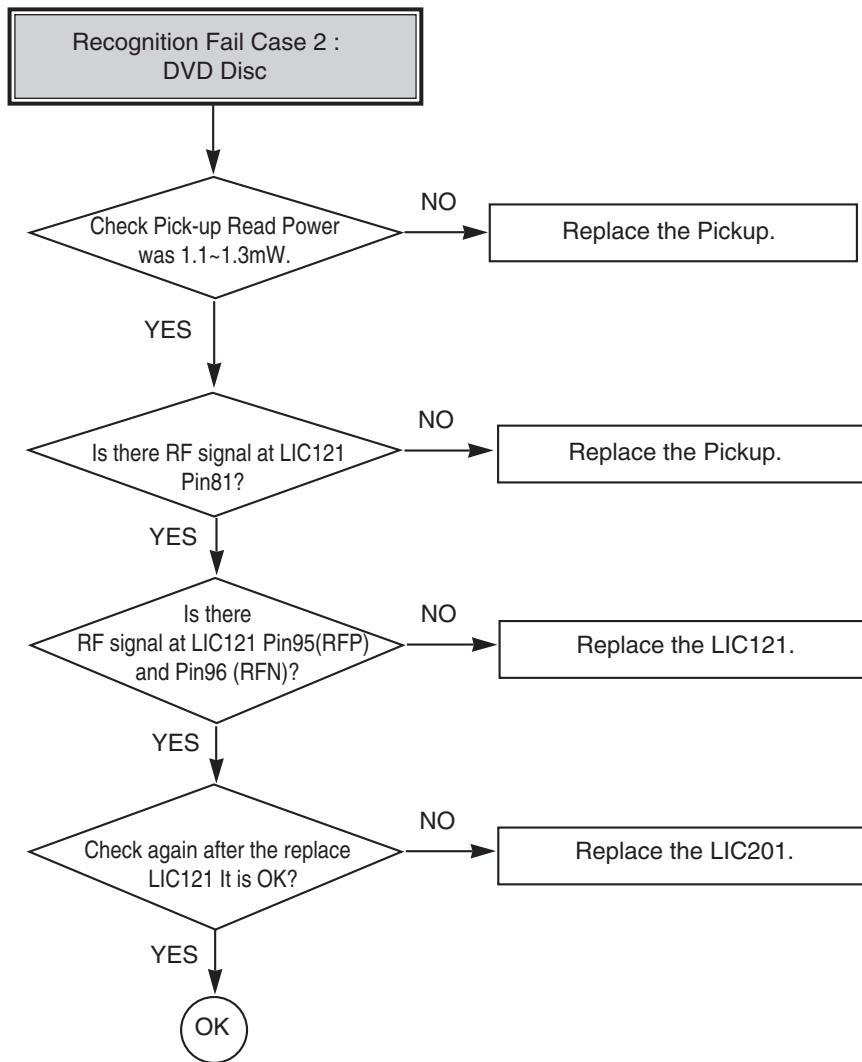 Recognition Fail Case 2 :
DVD Disc
Check Pick-up Read Power
was 1.1~1.3mW.
NO
Replace the Pickup.
YES
Is there RF signal at LIC121
Pin81?
NO
Replace the Pickup.
YES
Is there
RF signal at LIC121 Pin95(RFP)
and Pin96 (RFN)?
NO
Replace the LIC121.
YES
Check again after the replace
LIC121 It is OK?
NO
Replace the LIC201.
YES
OK